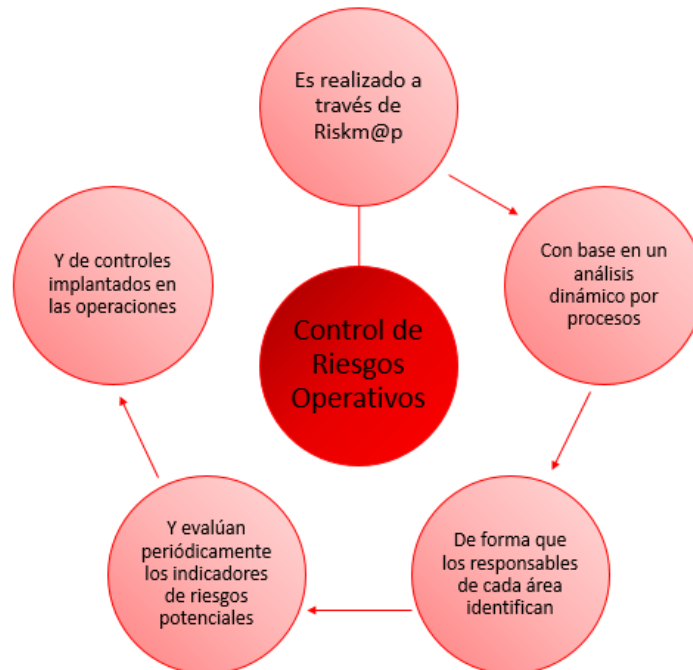 Es realizado a
través de
Riskm@p
Con base en un
análisis
dinámico por
procesos
De forma que
los responsables
de cada área
identifican
Y evalúan
periódicamente
los indicadores
de riesgos
potenciales
Y de controles
implantados en
las operaciones
Control de
Riesgos
Operativos